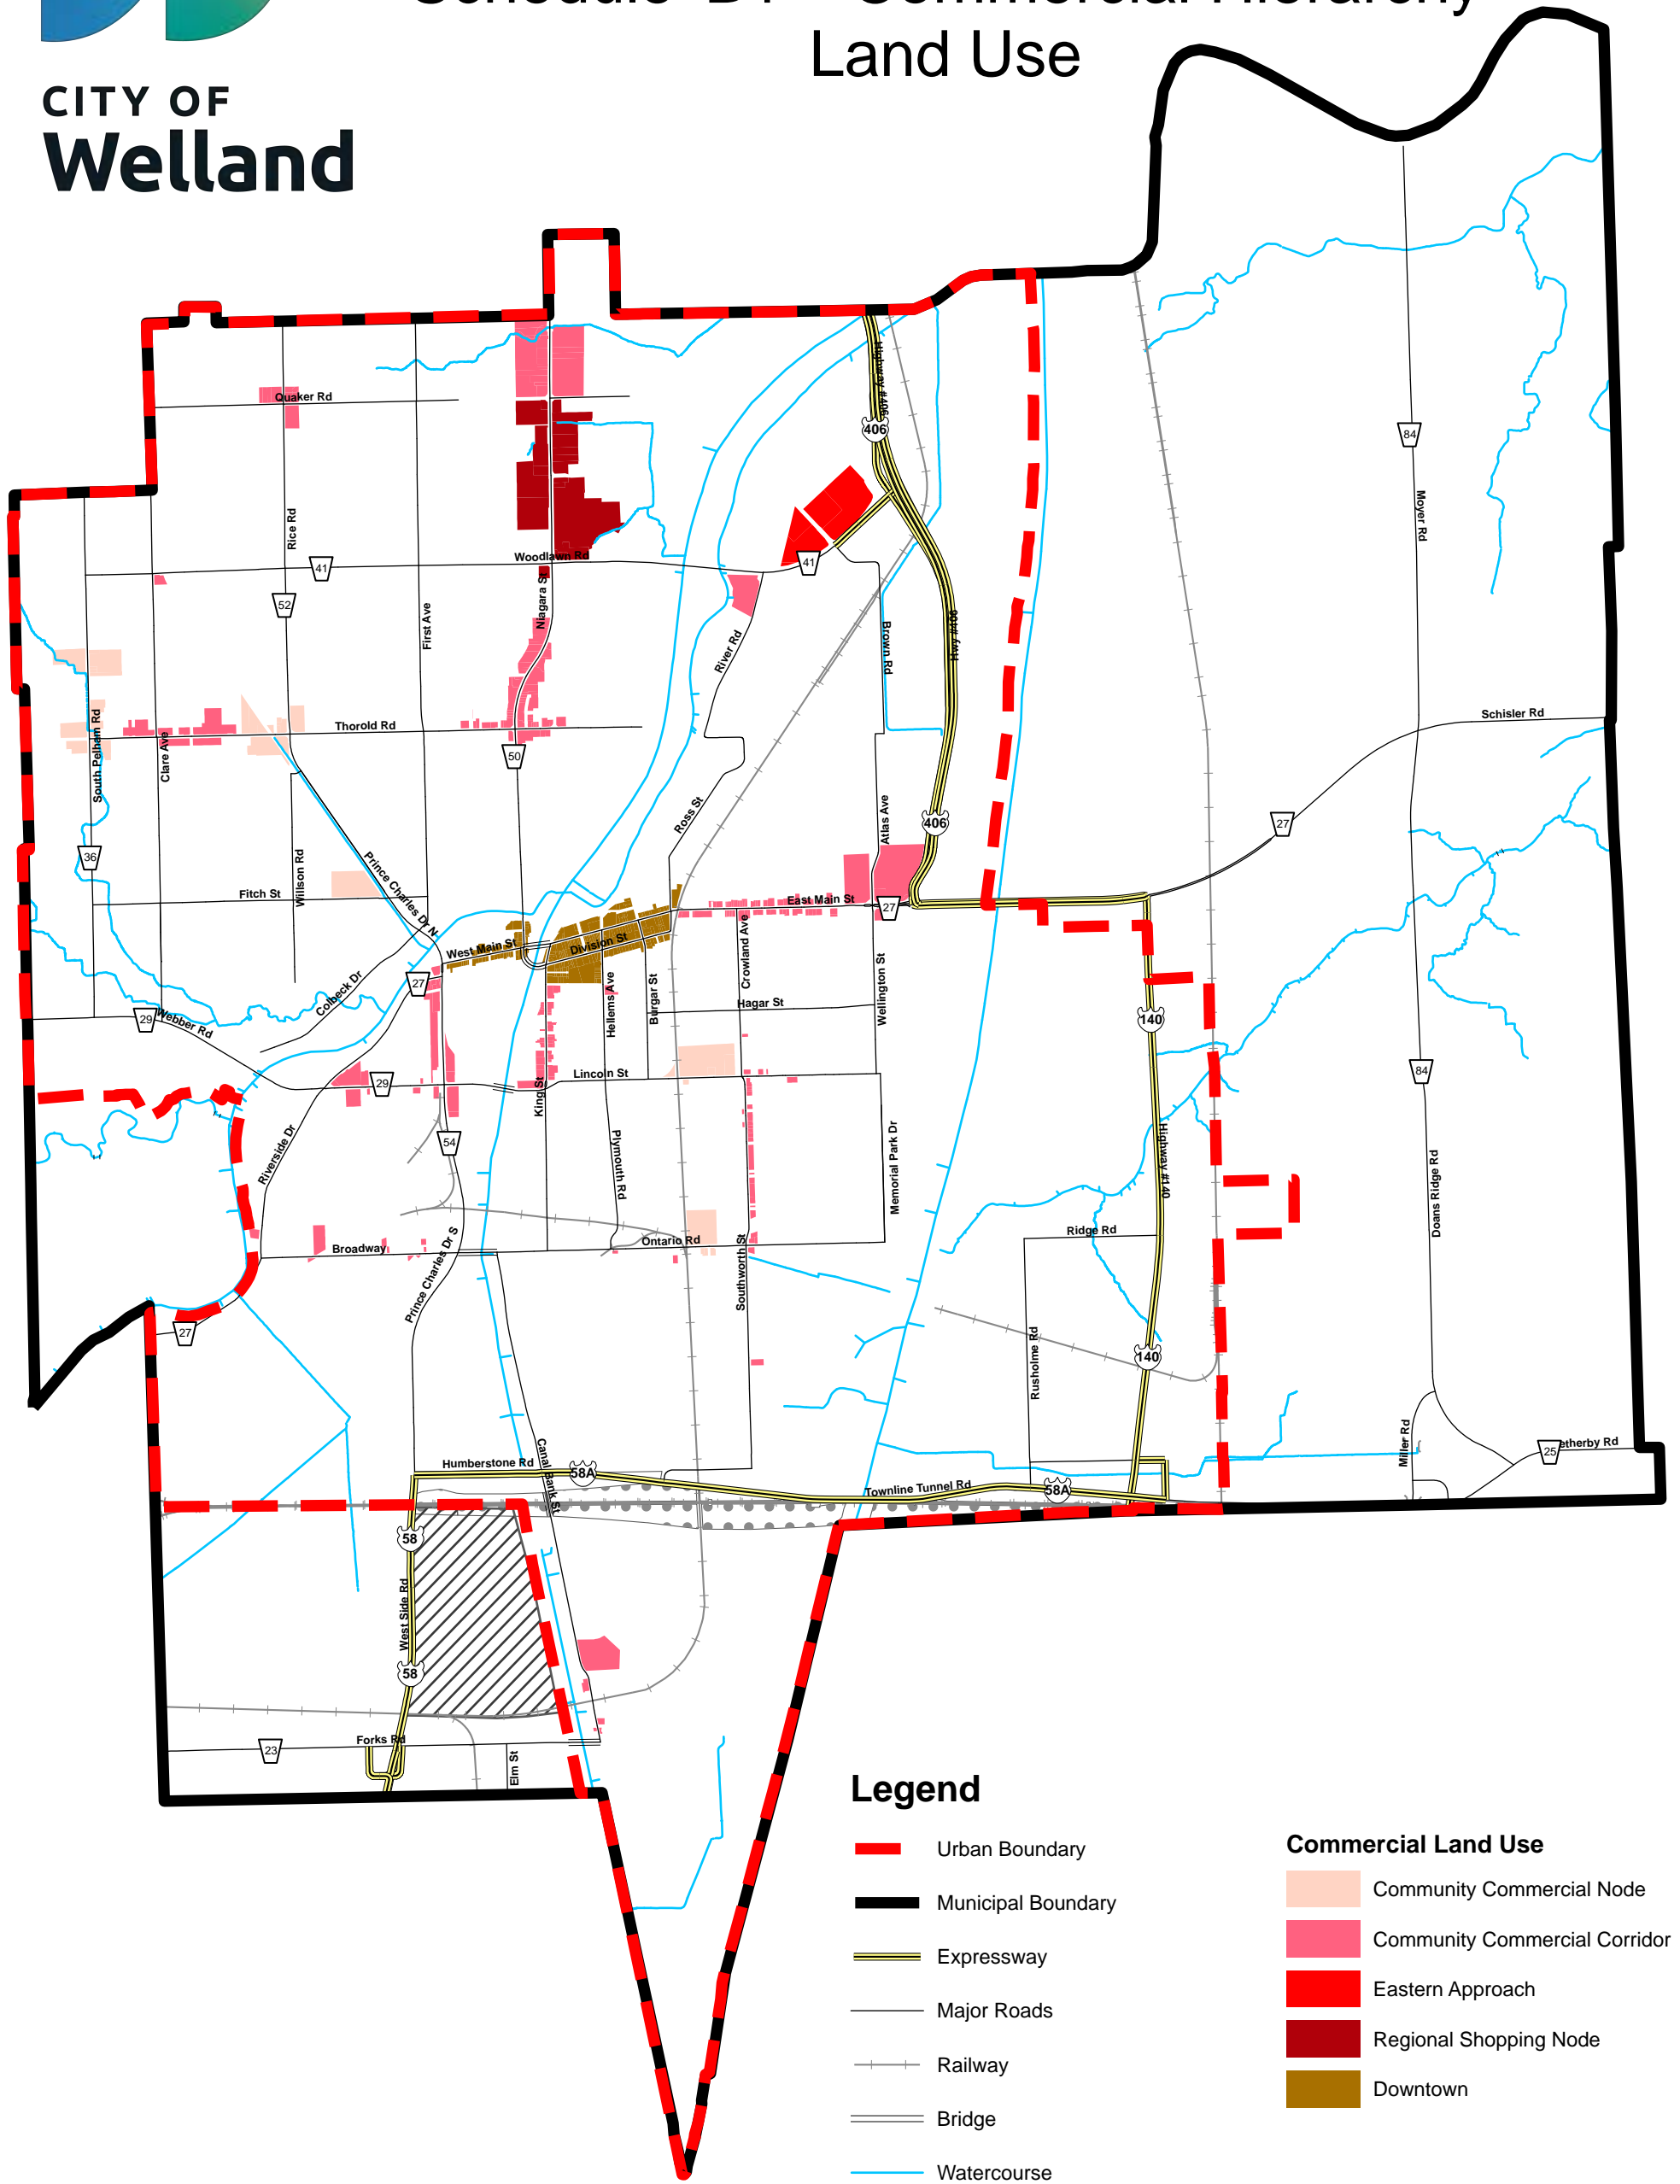 Land Use
CITY OF
Welland
Highway #406
406
Quaker Rd
84
Moyer Rd
Rice Rd
Woodlawn Rd
41
41
52
Niagara St
First Ave
River Rd
Brown Rd
Hwy #406
Schisler Rd
Thorold Rd
South Pelham Rd
Clare Ave
50
Ross St
Atlas Ave
406
27
36
Prince Charles Dr N
Willson Rd
Fitch St
East Main St
27
West Main St
Division St
Crowland Ave
27
Colbeck Dr
Hellems Ave
Burgar St
Hagar St
Wellington St
29
Webber Rd
140
Lincoln St
29
King St
84
Riverside Dr
54
Plymouth Rd
Memorial Park Dr
Highway #140
Doans Ridge Rd
Ridge Rd
Broadway
Ontario Rd
Prince Charles Dr S
Southworth St
27
Rusholme Rd
140
Canal Bank St
Miller Rd
25
etherby Rd
Humberstone Rd
58A
Townline Tunnel Rd
58A
58
West Side Rd
58
Forks Rd
23
Elm St
Legend
Urban Boundary
Municipal Boundary
Expressway
Major Roads
Railway
Bridge
Watercourse
Commercial Land Use
Community Commercial Node
Community Commercial Corridor
Eastern Approach
Regional Shopping Node
Downtown